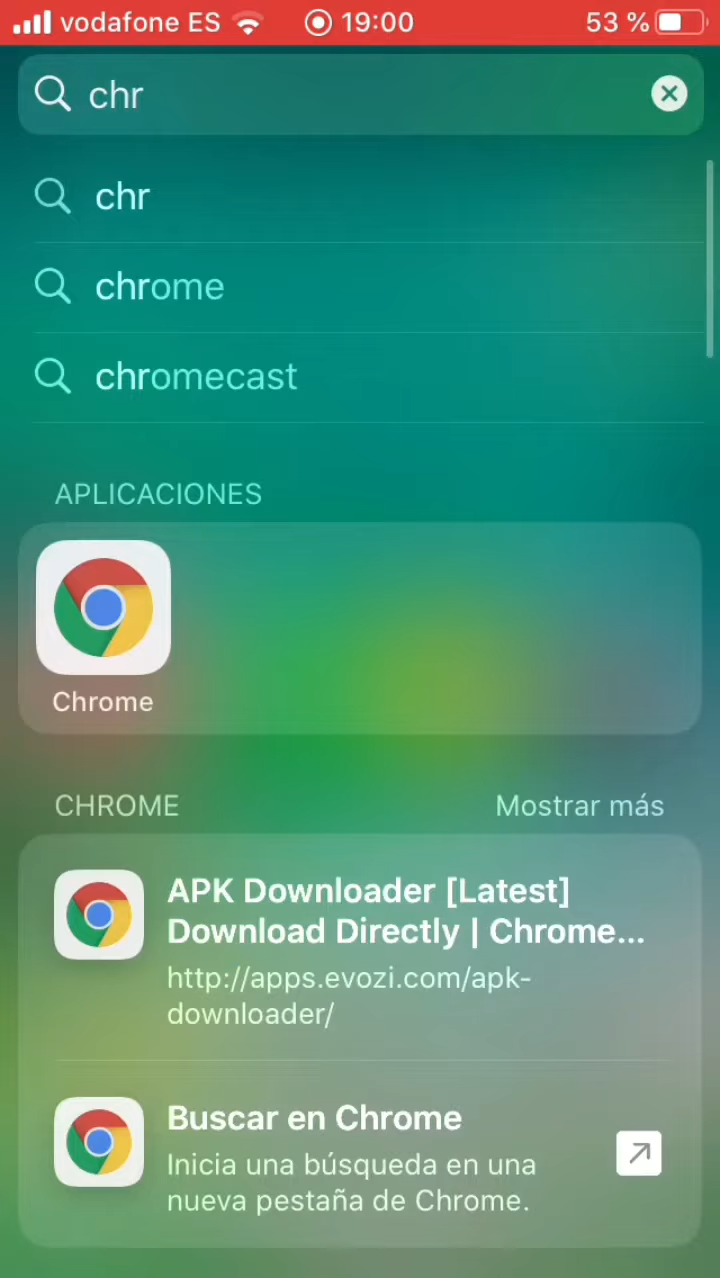 vodafone ES 19:00 53 %
chr
chr
chrome
chromecast
APLICACIONES
Chrome
CHROME Mostrar más
APK Downloader [Latest]
Download Directly | Chrome...
http://apps.evozi.com/apk-
downloader/
Buscar en Chrome
Inicia una búsqueda en una
nueva pestaña de Chrome.